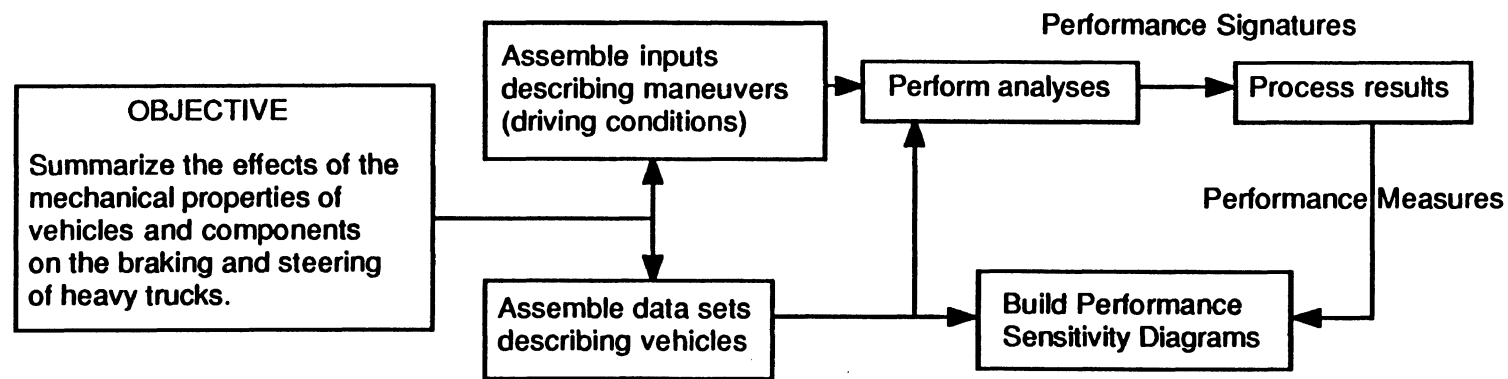 OBJECTIVE
Summarize the effects of the
mechanical properties of
vehicles and components
on the braking and steering
of heavy trucks.
Assemble inputs
describing maneuvers
(driving conditions)
Assemble data sets
describing vehicles
Perform analyses
Performance Signatures
Process results
Performance Measures
Build Performance
Sensitivity Diagrams